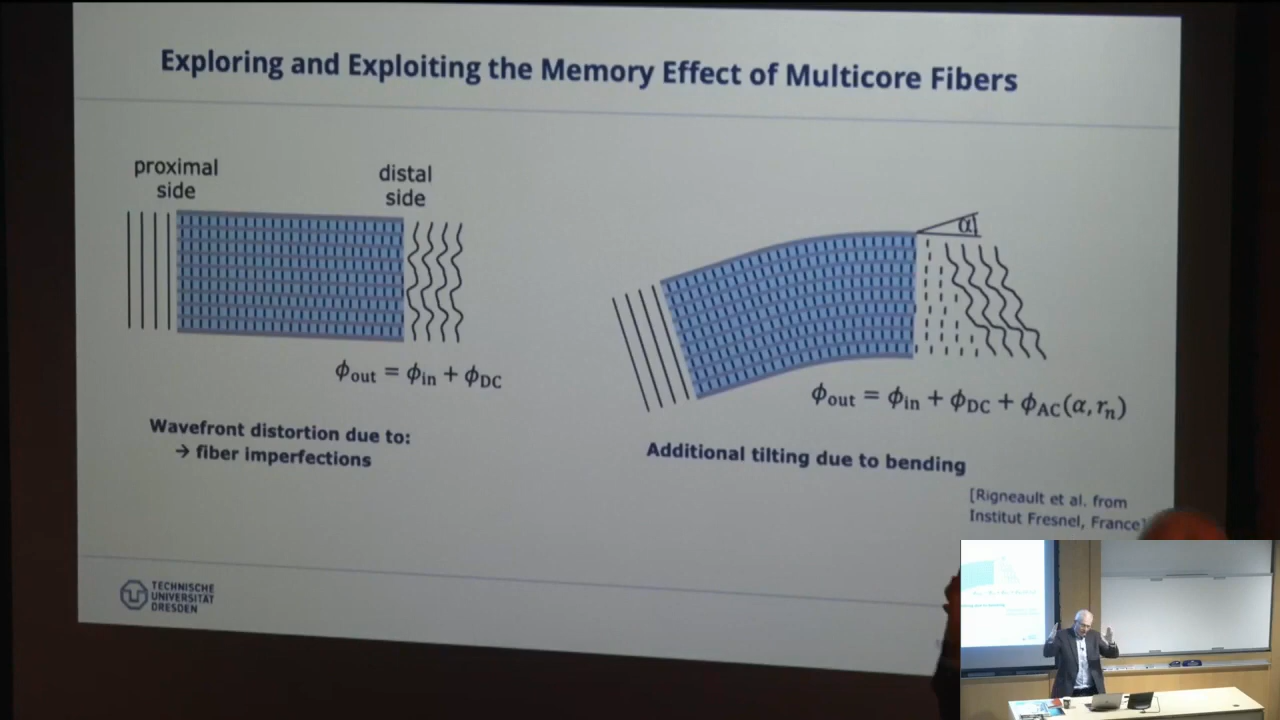 Exploring and Exploiting the Memory Effect of Multicore Fibers
proximal
side
distal
side
ϕout = ϕin + ϕDC
Wavefront distortion due to:
→ fiber imperfections
α
ϕout = ϕin + ϕDC + ϕAC(α, rn)
Additional tilting due to bending
[Rigneault et al. from
Institut Fresnel, France]
TECHNISCHE
UNIVERSITÄT
DRESDEN